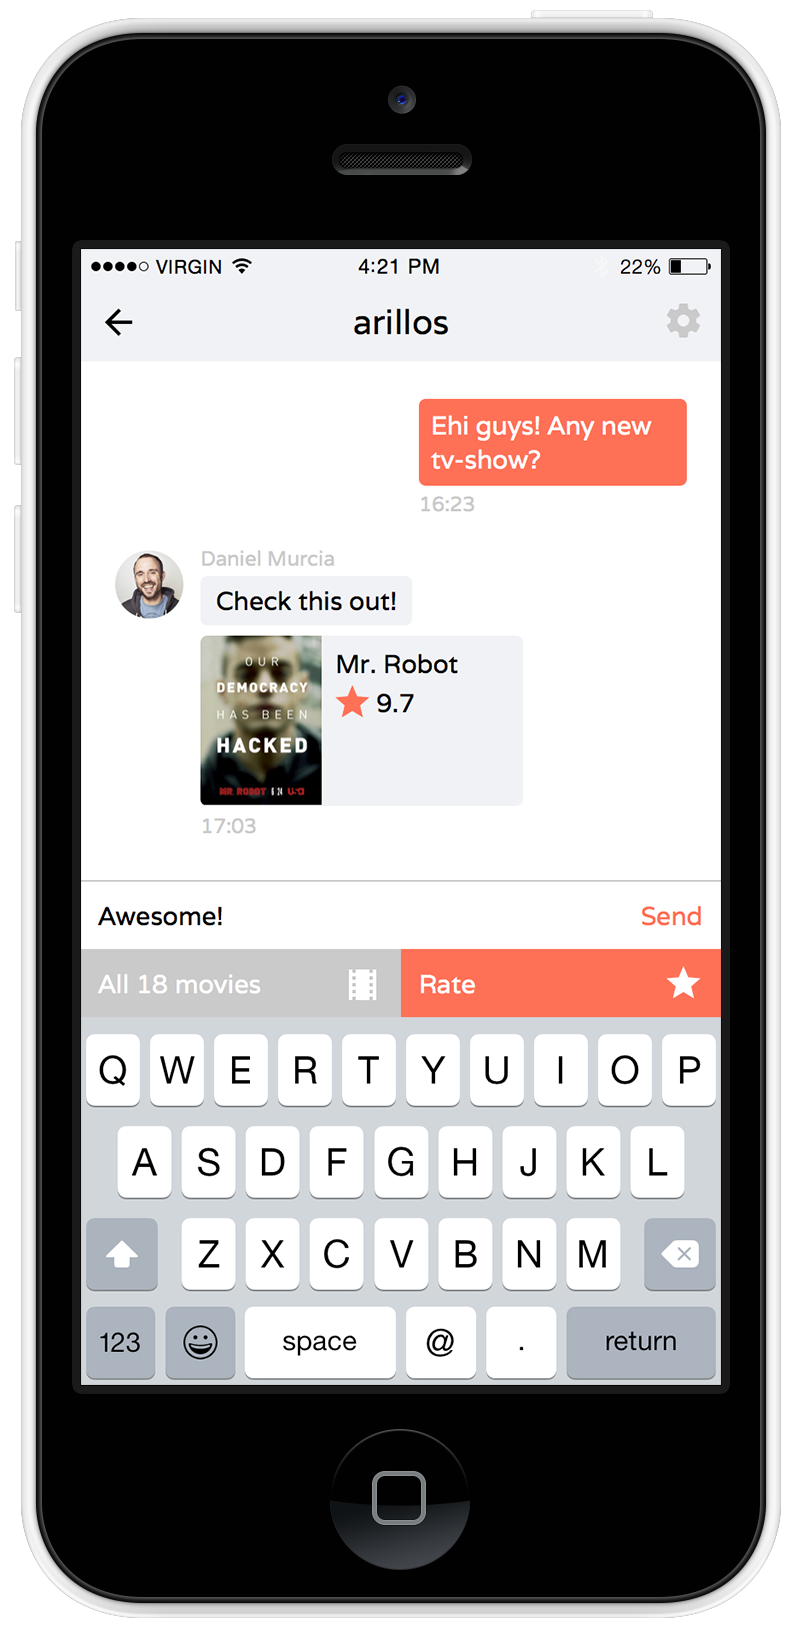 VIRGIN 4:21 PM 22%
arillos
Ehi guys! Any new
tv-show?
16:23
Daniel Murcia
Check this out!
OUR
DEMOCRACY
HAS BEEN
HACKED
MR. ROBOT
Mr. Robot
9.7
17:03
Awesome! Send
All 18 movies Rate
Q W E R T Y U I O P
A S D F G H J K L
Z X C V B N M
123 space @ . return